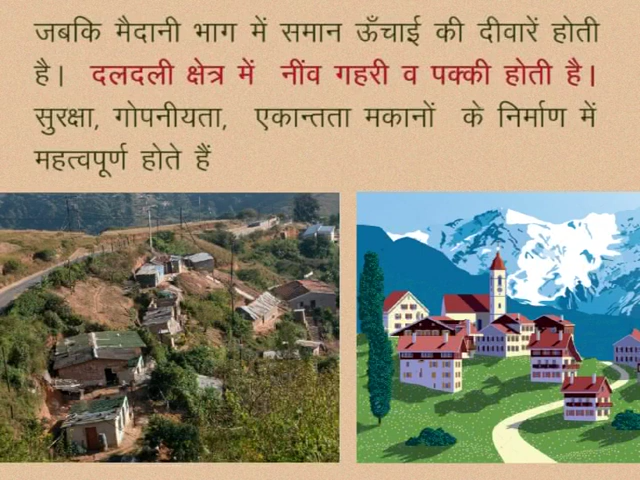 जबकि मैदानी भाग में समान ऊँचाई की दीवारें होती
है। दलदली क्षेत्र में नींव गहरी व पक्की होती है।
सुरक्षा, गोपनीयता, एकान्तता मकानों के निर्माण में
महत्वपूर्ण होते हैं